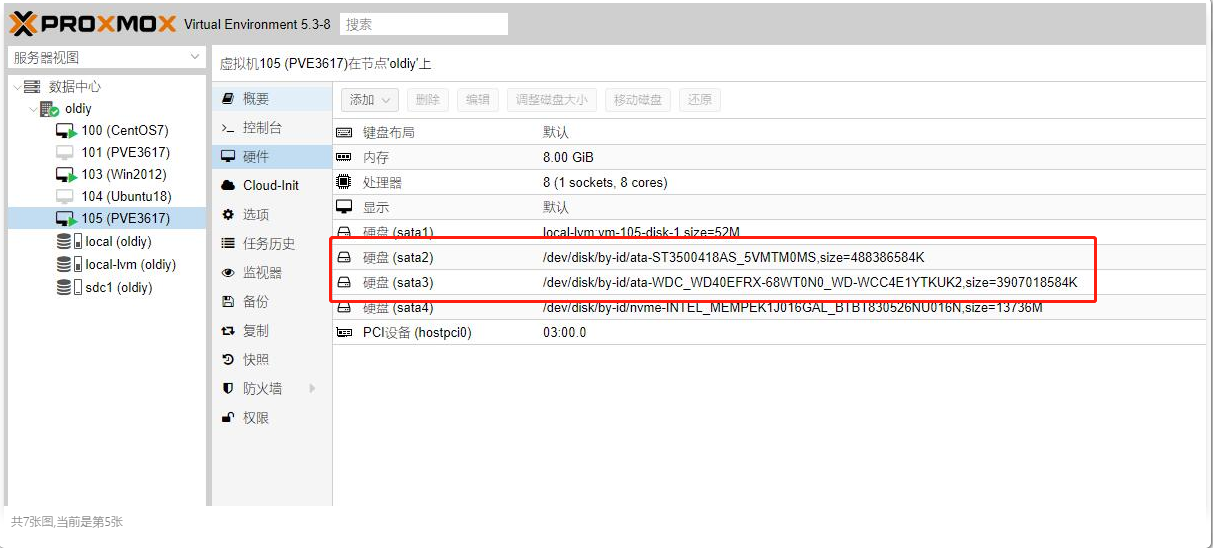 PROXMOX Virtual Environment 5.3-8 搜索
服务器视图
数据中心
oldiy
100 (CentOS7)
101 (PVE3617)
103 (Win2012)
104 (Ubuntu18)
105 (PVE3617)
local (oldiy)
local-lvm (oldiy)
sdc1 (oldiy)
虚拟机105 (PVE3617)在节点'oldiy'上
概要
控制台
硬件
Cloud-Init
选项
任务历史
监视器
备份
复制
快照
防火墙
权限
添加 删除 编辑 调整磁盘大小 移动磁盘 还原
键盘布局 默认
内存 8.00 GiB
处理器 8 (1 sockets, 8 cores)
显示 默认
硬盘 (sata1) local-lvm:vm-105-disk-1,size=52M
硬盘 (sata2) /dev/disk/by-id/ata-ST3500418AS_5VMTM0MS,size=488386584K
硬盘 (sata3) /dev/disk/by-id/ata-WDC_WD40EFRX-68WT0N0_WD-WCC4E1YTKUK2,size=3907018584K
硬盘 (sata4) /dev/disk/by-id/nvme-INTEL_MEMPEK1J016GAL_BTBT830526NU016N,size=13736M
PCI设备 (hostpci0) 03:00.0
共7张图,当前是第5张